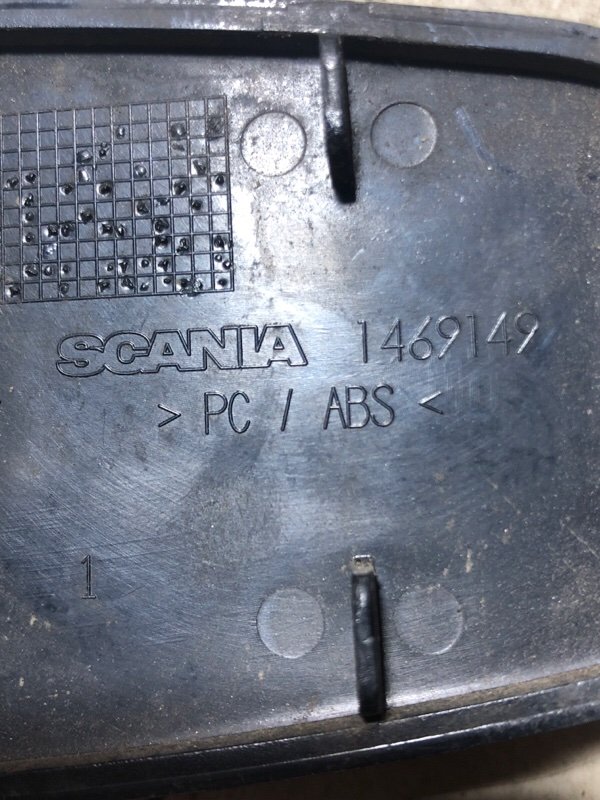 SCANIA 1469149
> PC / ABS <
1